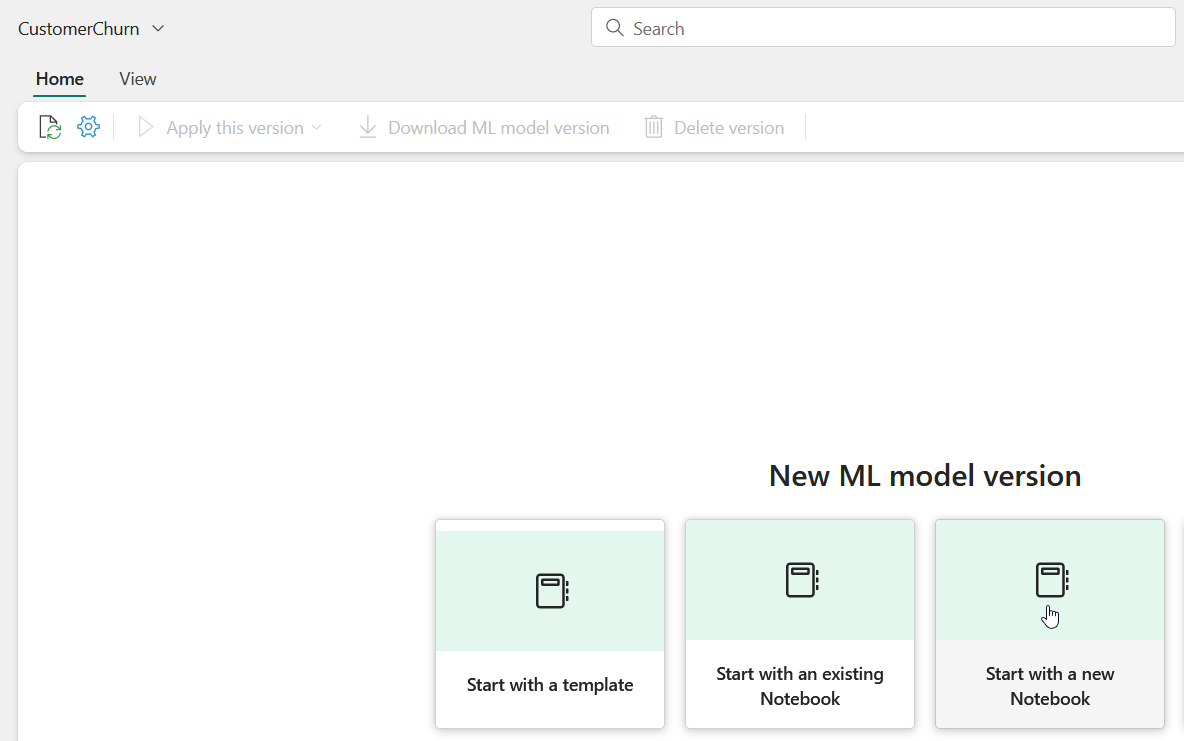 CustomerChurn
Search
Home View
Apply this version Download ML model version Delete version
New ML model version
Start with a template
Start with an existing
Notebook
Start with a new
Notebook